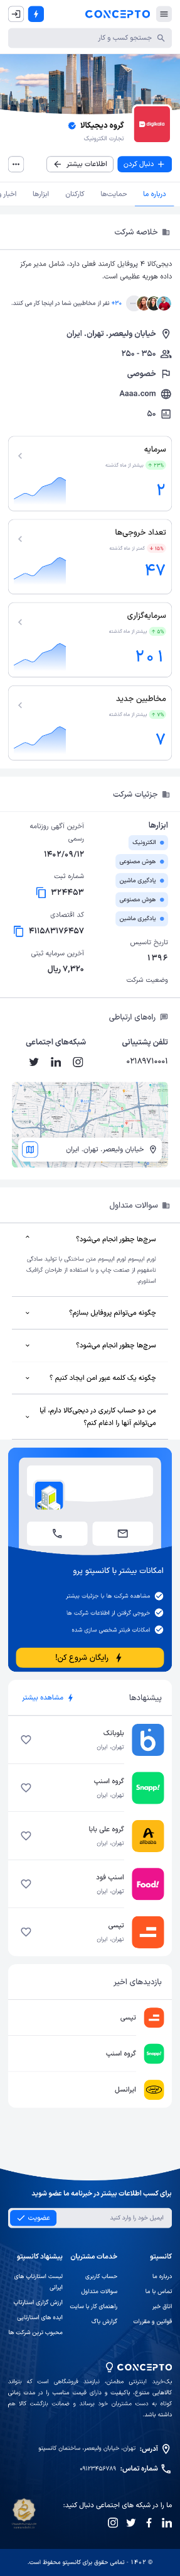 CONCEPTO
جستجوی کسب و کار
digikala
گروه دیجیکالا
تجارت الکترونیک
دنبال کردن
اطلاعات بیشتر
درباره ما
حمایت‌ها
کارکنان
ابزارها
اخبار و
خلاصه شرکت
دیجی‌کالا ۴ پروفایل کارمند فعلی دارد، شامل مدیر مرکز
داده هوریه عظیمی است.
+۳۰ نفر از مخاطبین شما در اینجا کار می کنند.
خیابان ولیعصر، تهران، ایران
۲۵۰ - ۳۵۰
خصوصی
Aaaa.com
۵۰
سرمایه
۲۳% بیشتر از ماه گذشته
۲
تعداد خروجی‌ها
۱۵% کمتر از ماه گذشته
۴۷
سرمایه‌گزاری
۵% بیشتر از ماه گذشته
۲۰۱
مخاطبین جدید
۷% بیشتر از ماه گذشته
۷
جزئیات شرکت
ابزارها
الکترونیک
هوش مصنوعی
یادگیری ماشین
هوش مصنوعی
یادگیری ماشین
تاریخ تاسیس
۱۳۹۶
وضعیت شرکت
آخرین آگهی روزنامه
رسمی
۱۴۰۲/۰۹/۱۲
شماره ثبت
۳۲۴۴۵۳
کد اقتصادی
۴۱۱۵۸۳۱۷۶۴۵۷
آخرین سرمایه ثبتی
۷,۳۲۰ ریال
راه‌های ارتباطی
تلفن پشتیبانی
۰۲۱۸۹۷۱۰۰۰۱
شبکه‌های اجتماعی
خیابان ولیعصر، تهران، ایران
سوالات متداول
سرچ‌ها چطور انجام می‌شود؟
لورم ایپسوم لورم ایپسوم متن ساختگی با تولید سادگی
نامفهوم از صنعت چاپ و با استفاده از طراحان گرافیک
استلورم.
چگونه می‌توانم پروفایل بسازم؟
سرچ‌ها چطور انجام می‌شود؟
چگونه یک کلمه عبور امن ایجاد کنیم ؟
من دو حساب کاربری در دیجی‌کالا دارم، آیا
می‌توانم آنها را ادغام کنم؟
امکانات بیشتر با کانسپتو پرو
مشاهده شرکت ها با جزئیات بیشتر
خروجی گرفتن از اطلاعات شرکت ها
امکانات فیلتر شخصی سازی شده
رایگان شروع کن!
پیشنهادها
مشاهده بیشتر
بلوبانک
تهران، ایران
Snapp!
گروه اسنپ
تهران، ایران
گروه علی بابا
تهران، ایران
Food!
اسنپ فود
تهران، ایران
تپسی
تهران، ایران
بازدیدهای اخیر
تپسی
گروه اسنپ
ایرانسل
برای کسب اطلاعات بیشتر در خبرنامه ما عضو شوید
ایمیل خود را وارد کنید
عضویت
کانسپتو
درباره ما
تماس با ما
اتاق خبر
قوانین و مقررات
خدمات مشتریان
حساب کاربری
سوالات متداول
راهنمای کار با سایت
گزارش باگ
پیشنهاد کانسپتو
لیست استارتاپ های
ایرانی
ارزش گزاری استارتاپ
ایده های استارتاپی
محبوب ترین شرکت ها
CONCEPTO
یک‌خرید اینترنتی مطمئن، نیازمند فروشگاهی است که بتواند
کالاهایی متنوع، باکیفیت و دارای قیمت مناسب را در مدت زمانی
کوتاه به دست مشتریان خود برساند و ضمانت بازگشت کالا هم
داشته باشد.
آدرس: تهران، خیابان ولیعصر، ساختمان کانسپتو
شماره تماس: ۰۹۱۲۳۴۵۶۷۸۹
ما را در شبکه های اجتماعی دنبال کنید:
© ۱۴۰۲ - تمامی حقوق برای کانسپتو محفوظ است.